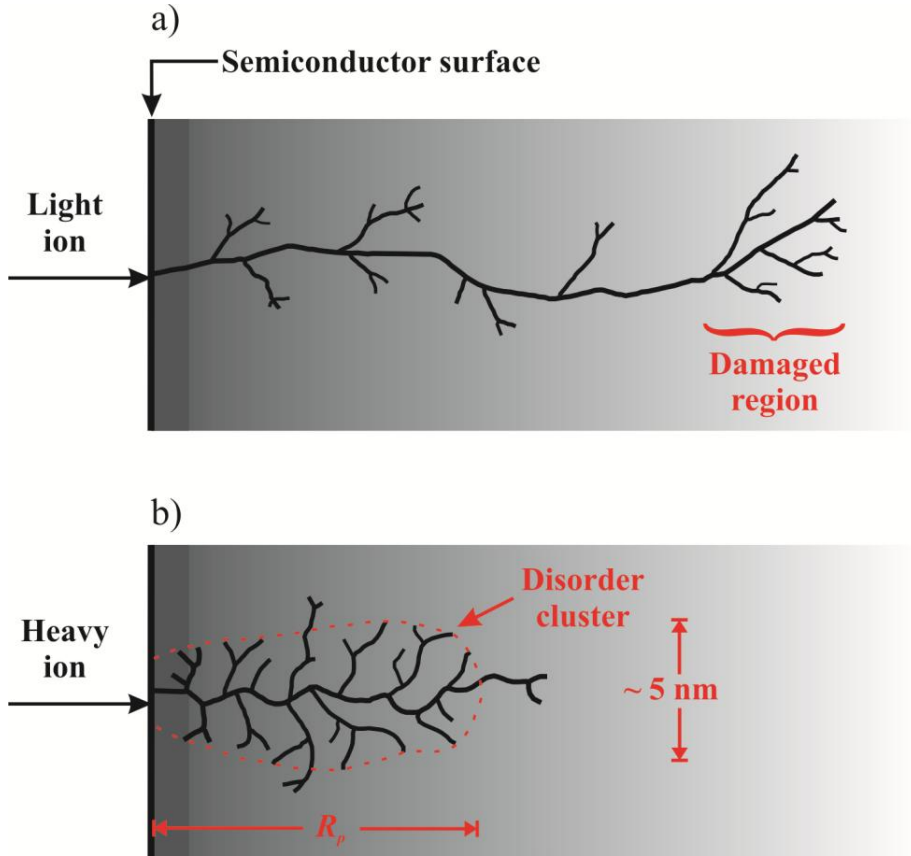 a)
Semiconductor surface
Light
ion
Damaged
region
b)
Disorder
cluster
Heavy
ion
~ 5 nm
Rp